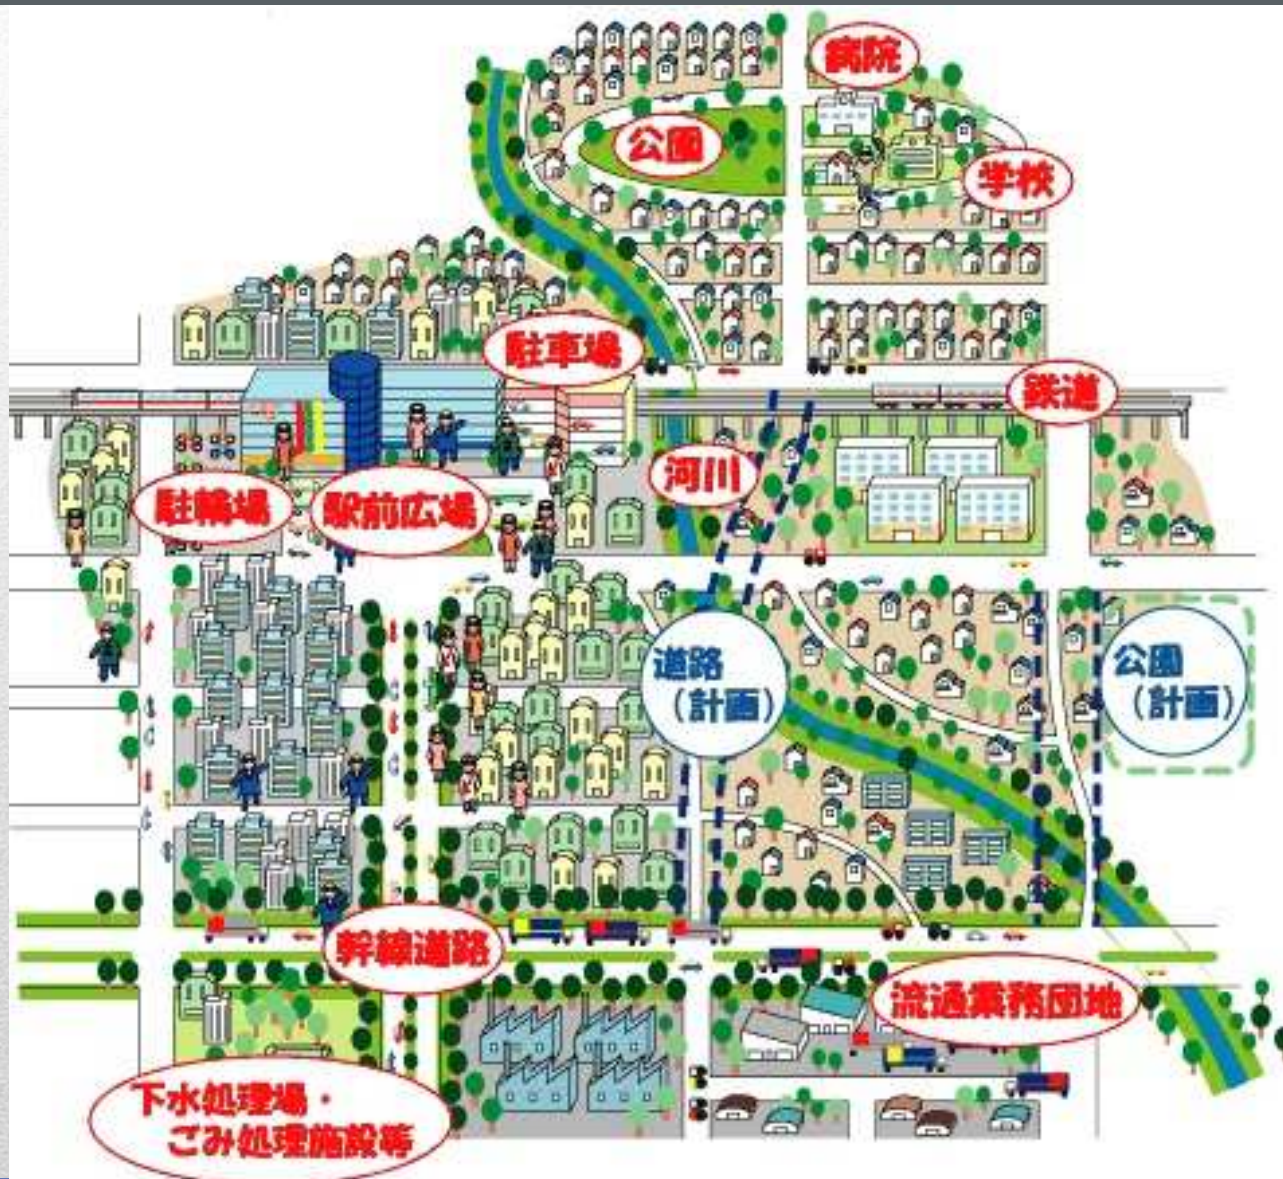 病院
公園
学校
駐車場
鉄道
河川
駐輪場
駅前広場
道路
（計画）
公園
（計画）
幹線道路
流通業務団地
下水処理場・
ごみ処理施設等